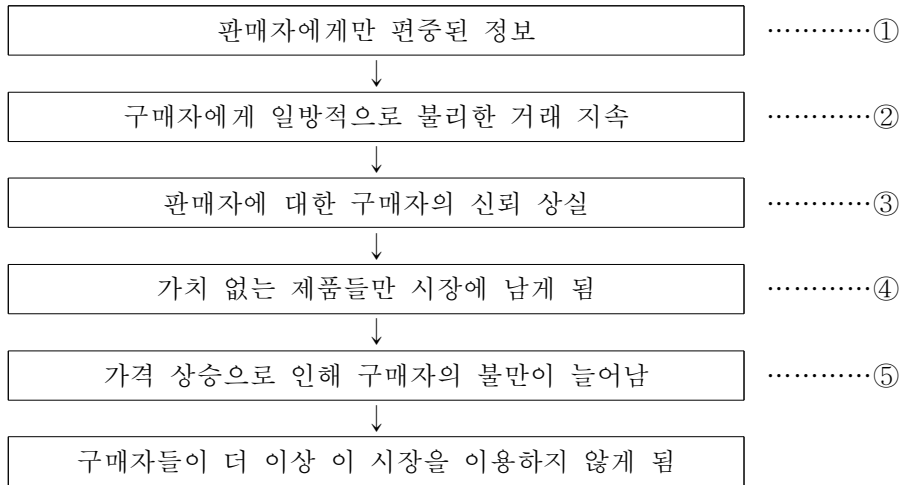 판매자에게만 편중된 정보 …………①
↓
구매자에게 일방적으로 불리한 거래 지속 …………②
↓
판매자에 대한 구매자의 신뢰 상실 …………③
↓
가치 없는 제품들만 시장에 남게 됨 …………④
↓
가격 상승으로 인해 구매자의 불만이 늘어남 …………⑤
↓
구매자들이 더 이상 이 시장을 이용하지 않게 됨